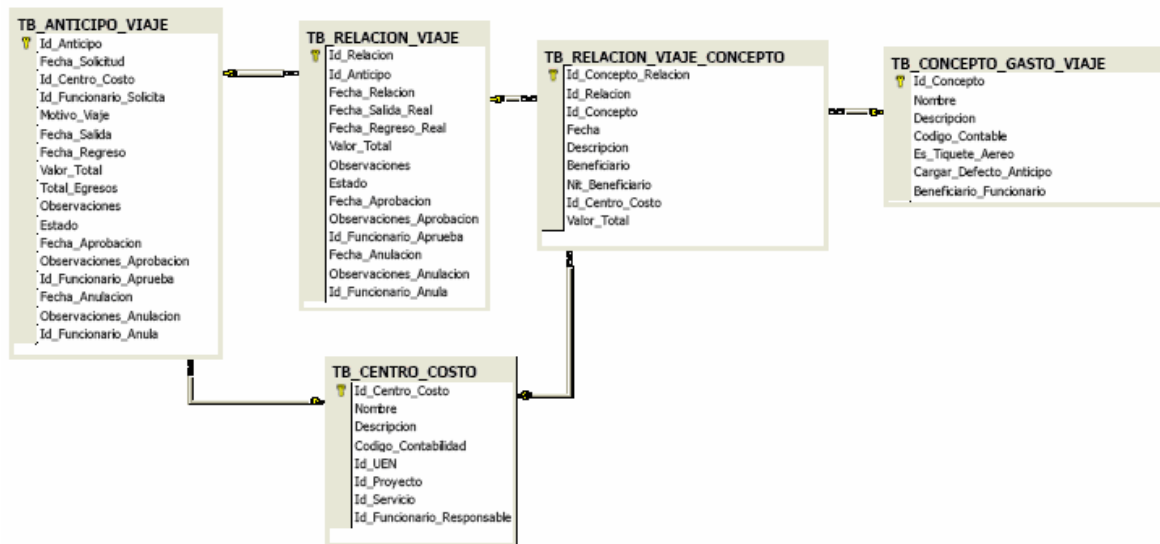 TB_ANTICIPO_VIAJE
Id_Anticipo
Fecha_Solicitud
Id_Centro_Costo
Id_Funcionario_Solicita
Motivo_Viaje
Fecha_Salida
Fecha_Regreso
Valor_Total
Total_Egresos
Observaciones
Estado
Fecha_Aprobacion
Observaciones_Aprobacion
Id_Funcionario_Aprueba
Fecha_Anulacion
Observaciones_Anulacion
Id_Funcionario_Anula
TB_RELACION_VIAJE
Id_Relacion
Id_Anticipo
Fecha_Relacion
Fecha_Salida_Real
Fecha_Regreso_Real
Valor_Total
Observaciones
Estado
Fecha_Aprobacion
Observaciones_Aprobacion
Id_Funcionario_Aprueba
Fecha_Anulacion
Observaciones_Anulacion
Id_Funcionario_Anula
TB_RELACION_VIAJE_CONCEPTO
Id_Concepto_Relacion
Id_Relacion
Id_Concepto
Fecha
Descripcion
Beneficiario
Nit_Beneficiario
Id_Centro_Costo
Valor_Total
TB_CONCEPTO_GASTO_VIAJE
Id_Concepto
Nombre
Descripcion
Codigo_Contable
Es_Tiquete_Aereo
Cargar_Defecto_Anticipo
Beneficiario_Funcionario
TB_CENTRO_COSTO
Id_Centro_Costo
Nombre
Descripcion
Codigo_Contabilidad
Id_UEN
Id_Proyecto
Id_Servicio
Id_Funcionario_Responsable